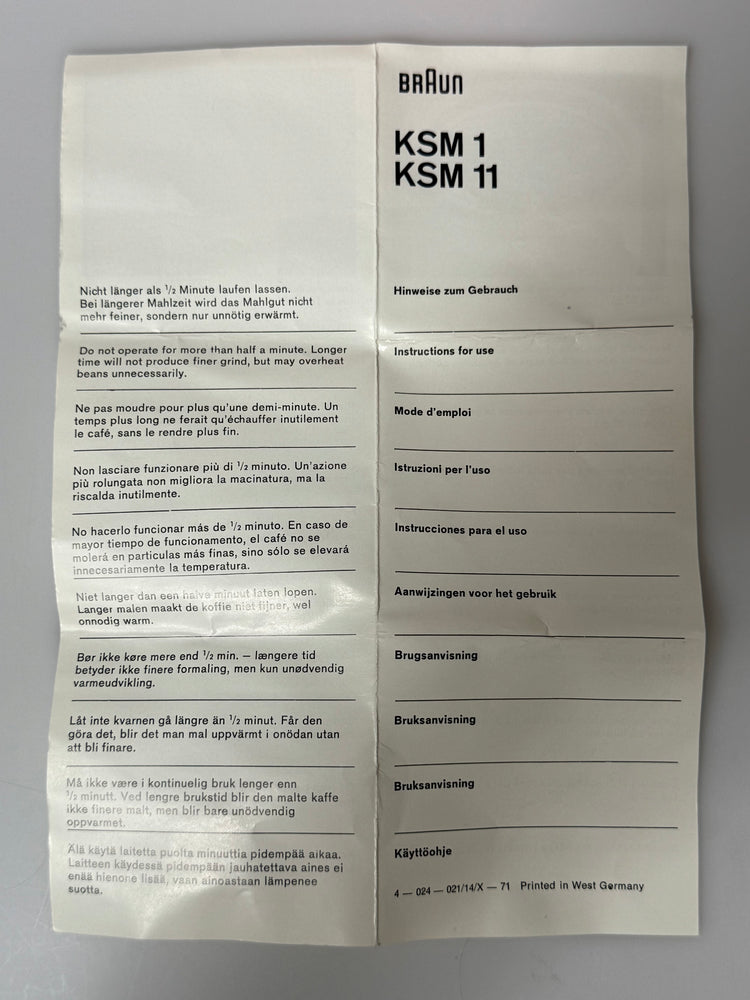 Nicht länger als 1/2 Minute laufen lassen.
Bei längerer Mahlzeit wird das Mahlgut nicht
mehr feiner, sondern nur unnötig erwärmt.
Do not operate for more than half a minute. Longer
time will not produce finer grind, but may overheat
beans unnecessarily.
Ne pas moudre pour plus qu'une demi-minute. Un
temps plus long ne ferait qu'échauffer inutilement
le café, sans le rendre plus fin.
Non lasciare funzionare più di 1/2 minuto. Un'azione
più rolungata non migliora la macinatura, ma la
riscalda inutilmente.
No hacerlo funcionar más de 1/2 minuto. En caso de
mayor tiempo de funcionamento, el café no se
molerá en particulas más finas, sino sólo se elevará
innecesariamente la temperatura.
Niet langer dan een halve minuut laten lopen.
Langer malen maakt de koffie niet fijner, wel
onnodig warm.
Bør ikke køre mere end 1/2 min. — længere tid
betyder ikke finere formaling, men kun unødvendig
varmeudvikling.
Låt inte kvarnen gå längre än 1/2 minut. Får den
göra det, blir det man mal uppvärmt i onödan utan
att bli finare.
Må ikke være i kontinuelig bruk lenger enn
1/2 minutt. Ved lengre brukstid blir den malte kaffe
ikke finere malt, men blir bare unödvendig
oppvarmet.
Älä käytä laitetta puolta minuuttia pidempää aikaa.
Laitteen käydessä pidempään jauhatettava aines ei
enää hienone lisää, vaan ainoastaan lämpenee
suotta.
BRAUN
KSM 1
KSM 11
Hinweise zum Gebrauch
Instructions for use
Mode d'emploi
Istruzioni per l'uso
Instrucciones para el uso
Aanwijzingen voor het gebruik
Brugsanvisning
Bruksanvisning
Bruksanvisning
Käyttöohje
4 — 024 — 021/14/X — 71 Printed in West Germany